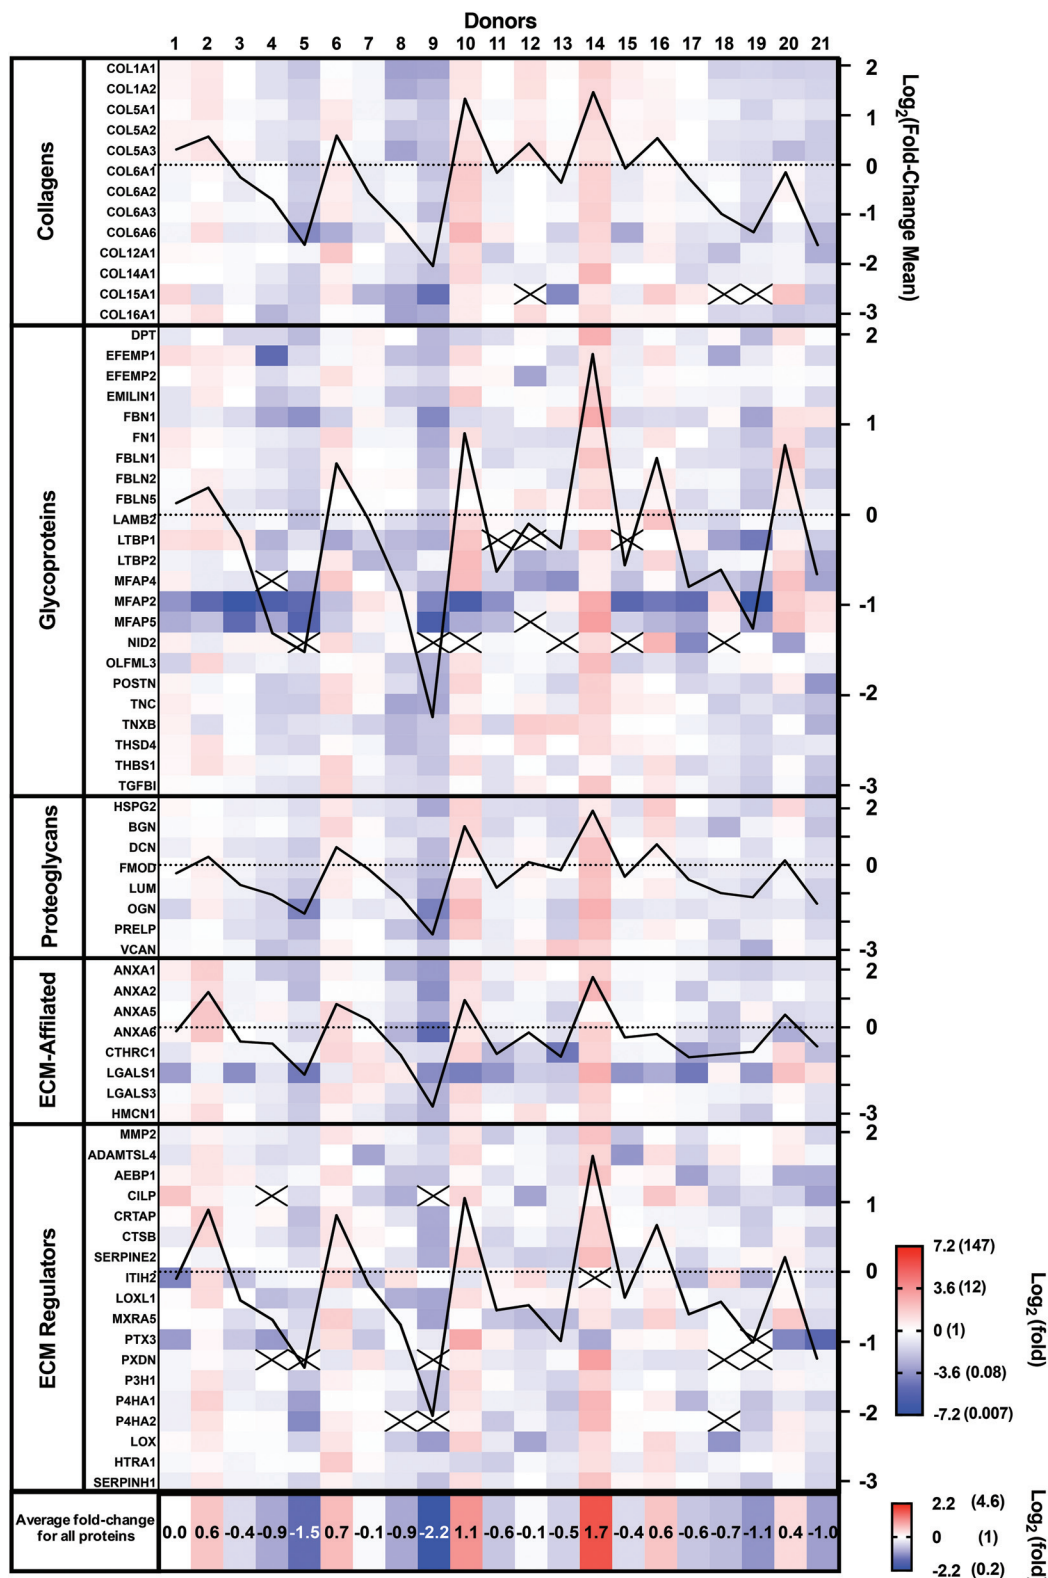 Donors
1 2 3 4 5 6 7 8 9 10 11 12 13 14 15 16 17 18 19 20 21
Collagens
COL1A1
COL1A2
COL5A1
COL5A2
COL5A3
COL6A1
COL6A2
COL6A3
COL6A6
COL12A1
COL14A1
COL15A1
COL16A1
2
1
0
-1
-2
-3
Log2(Fold-Change Mean)
Glycoproteins
DPT
EFEMP1
EFEMP2
EMILIN1
FBN1
FN1
FBLN1
FBLN2
FBLN5
LAMB2
LTBP1
LTBP2
MFAP4
MFAP2
MFAP5
NID2
OLFML3
POSTN
TNC
TNXB
THSD4
THBS1
TGFBI
2
1
0
-1
-2
-3
Proteoglycans
HSPG2
BGN
DCN
FMOD
LUM
OGN
PRELP
VCAN
2
0
-3
ECM-Affilated
ANXA1
ANXA2
ANXA5
ANXA6
CTHRC1
LGALS1
LGALS3
HMCN1
2
0
-3
ECM Regulators
MMP2
ADAMTSL4
AEBP1
CILP
CRTAP
CTSB
SERPINE2
ITIH2
LOXL1
MXRA5
PTX3
PXDN
P3H1
P4HA1
P4HA2
LOX
HTRA1
SERPINH1
2
1
0
-1
-2
-3
7.2 (147)
3.6 (12)
0 (1)
-3.6 (0.08)
-7.2 (0.007)
Log2 (fold)
Average fold-change
for all proteins
0.0 0.6 -0.4 -0.9 -1.5 0.7 -0.1 -0.9 -2.2 1.1 -0.6 -0.1 -0.5 1.7 -0.4 0.6 -0.6 -0.7 -1.1 0.4 -1.0
2.2 (4.6)
0 (1)
-2.2 (0.2)
Log2 (fold)